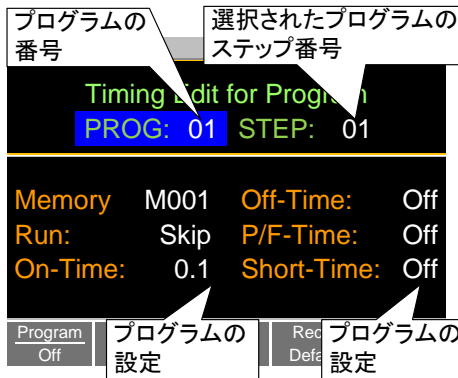 プログラムの
番号
選択されたプログラムの
ステップ番号
Timing Edit for Program
PROG: 01 STEP: 01
Memory M001 Off-Time: Off
Run: Skip P/F-Time: Off
On-Time: 0.1 Short-Time: Off
Program
Off
プログラムの
設定
プログラムの
設定